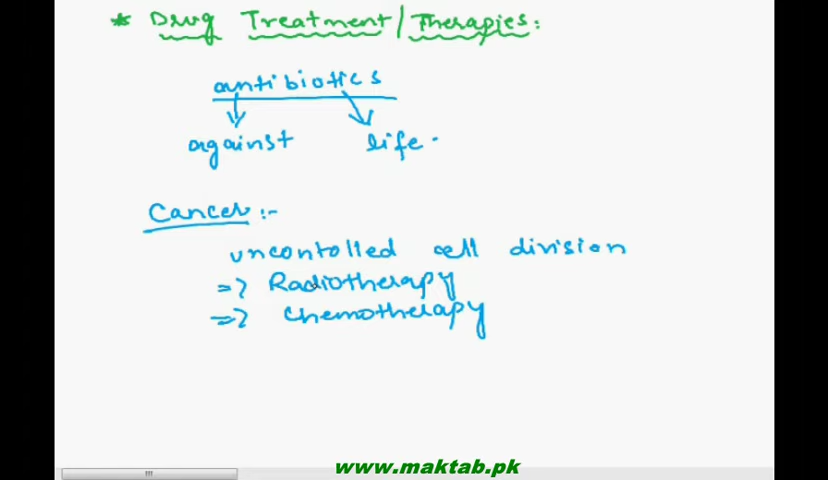 * Drug Treatment/Therapies:
antibiotics
against life.
Cancer:-
uncontolled cell division
=> Radiotherapy
=> Chemotherapy
www.maktab.pk